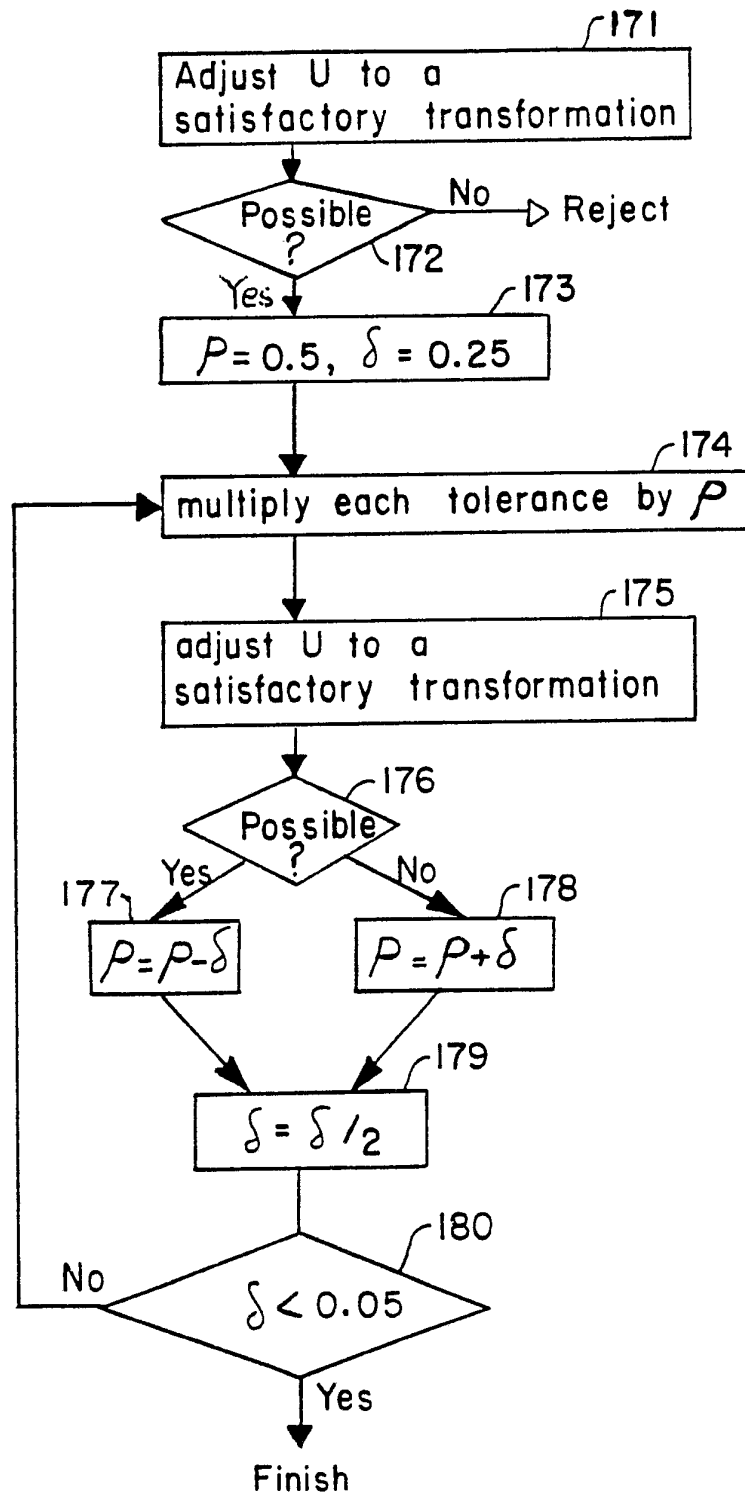 171
Adjust U to a
satisfactory transformation
Possible
?
No
Reject
172
Yes
173
ρ = 0.5, δ = 0.25
174
multiply each tolerance by ρ
175
adjust U to a
satisfactory transformation
176
Possible
?
Yes
No
177
178
ρ = ρ - δ
ρ = ρ + δ
179
δ = δ /2
180
No
δ < 0.05
Yes
Finish